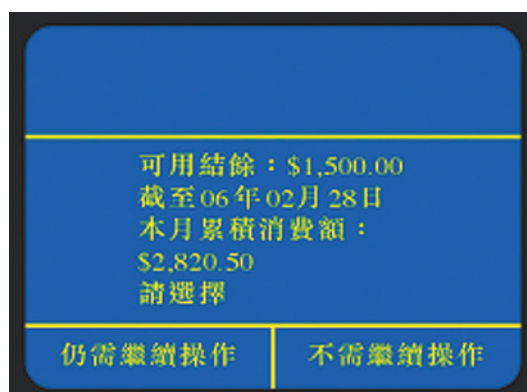 可用結餘：$1,500.00
截至06年02月28日
本月累積消費額：
$2,820.50
請選擇
仍需繼續操作
不需繼續操作